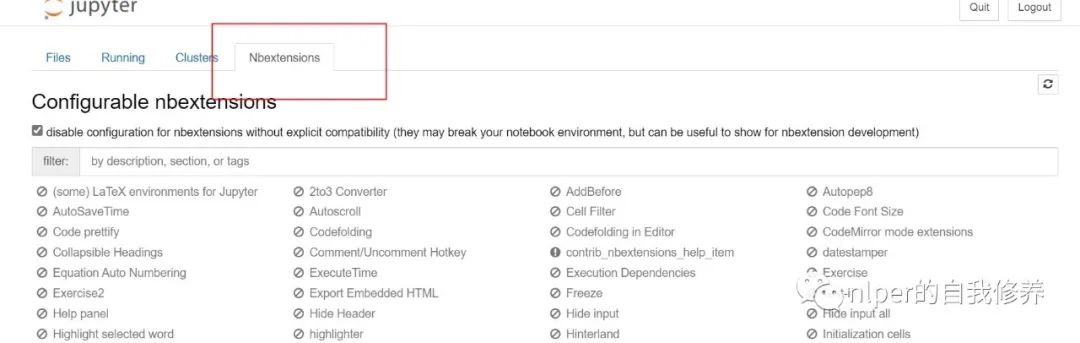 jupyter Quit Logout
Files Running Clusters Nbextensions
Configurable nbextensions
disable configuration for nbextensions without explicit compatibility (they may break your notebook environment, but can be useful to show for nbextension development)
filter: by description, section, or tags
(some) LaTeX environments for Jupyter 2to3 Converter AddBefore Autopep8
AutoSaveTime Autoscroll Cell Filter Code Font Size
Code prettify Codefolding Codefolding in Editor CodeMirror mode extensions
Collapsible Headings Comment/Uncomment Hotkey contrib_nbextensions_help_item datestamper
Equation Auto Numbering ExecuteTime Execution Dependencies Exercise
Exercise2 Export Embedded HTML Freeze nlper的自我修养
Help panel Hide Header Hide input Hide input all
Highlight selected word highlighter Hinterland Initialization cells